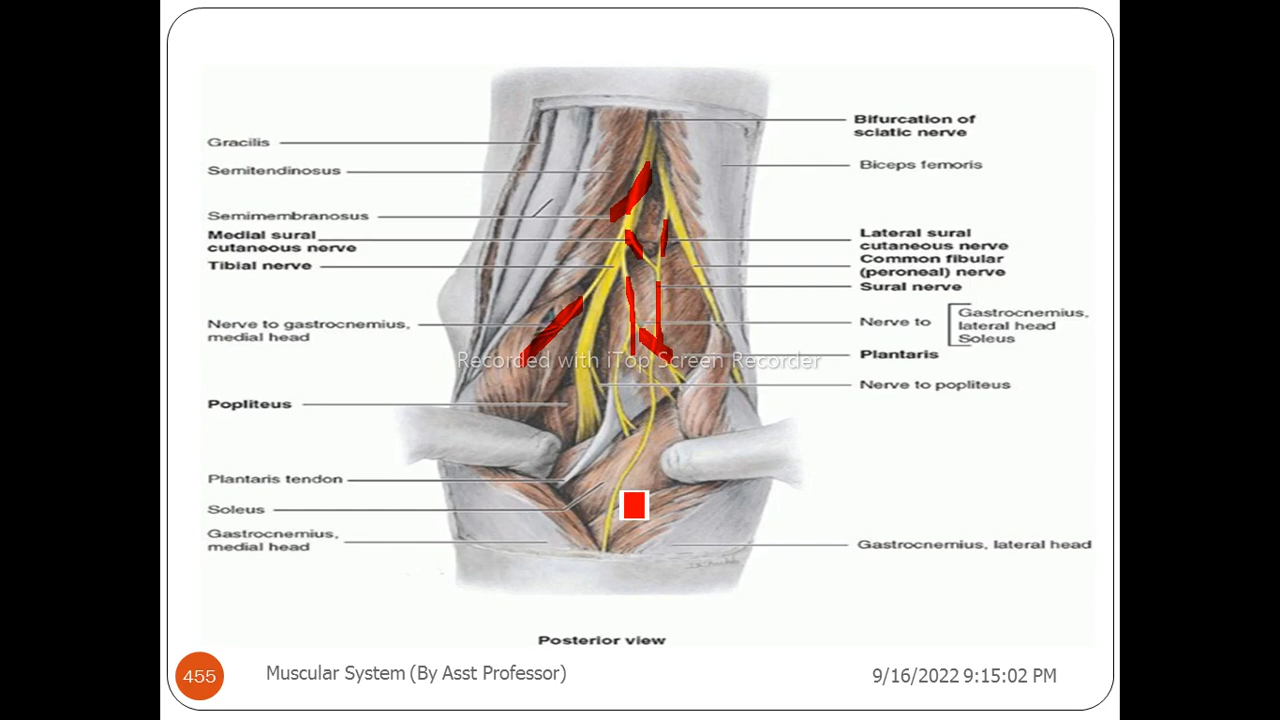 Gracilis
Semitendinosus
Semimembranosus
Medial sural
cutaneous nerve
Tibial nerve
Nerve to gastrocnemius,
medial head
Popliteus
Plantaris tendon
Soleus
Gastrocnemius,
medial head
Bifurcation of
sciatic nerve
Biceps femoris
Lateral sural
cutaneous nerve
Common fibular
(peroneal) nerve
Sural nerve
Nerve to
Gastrocnemius,
lateral head
Soleus
Plantaris
Nerve to popliteus
Gastrocnemius, lateral head
Recorded with iTop Screen Recorder
Posterior view
455
Muscular System (By Asst Professor)
9/16/2022 9:15:02 PM